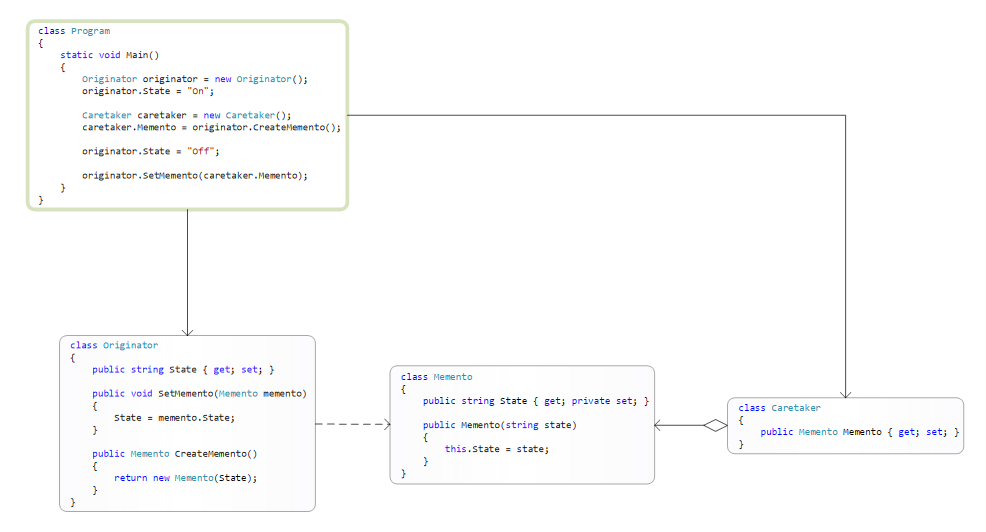 class Program
{
    static void Main()
    {
        Originator originator = new Originator();
        originator.State = "On";

        Caretaker caretaker = new Caretaker();
        caretaker.Memento = originator.CreateMemento();

        originator.State = "Off";

        originator.SetMemento(caretaker.Memento);
    }
}
class Originator
{
    public string State { get; set; }

    public void SetMemento(Memento memento)
    {
        State = memento.State;
    }

    public Memento CreateMemento()
    {
        return new Memento(State);
    }
}
class Memento
{
    public string State { get; private set; }

    public Memento(string state)
    {
        this.State = state;
    }
}
class Caretaker
{
    public Memento Memento { get; set; }
}